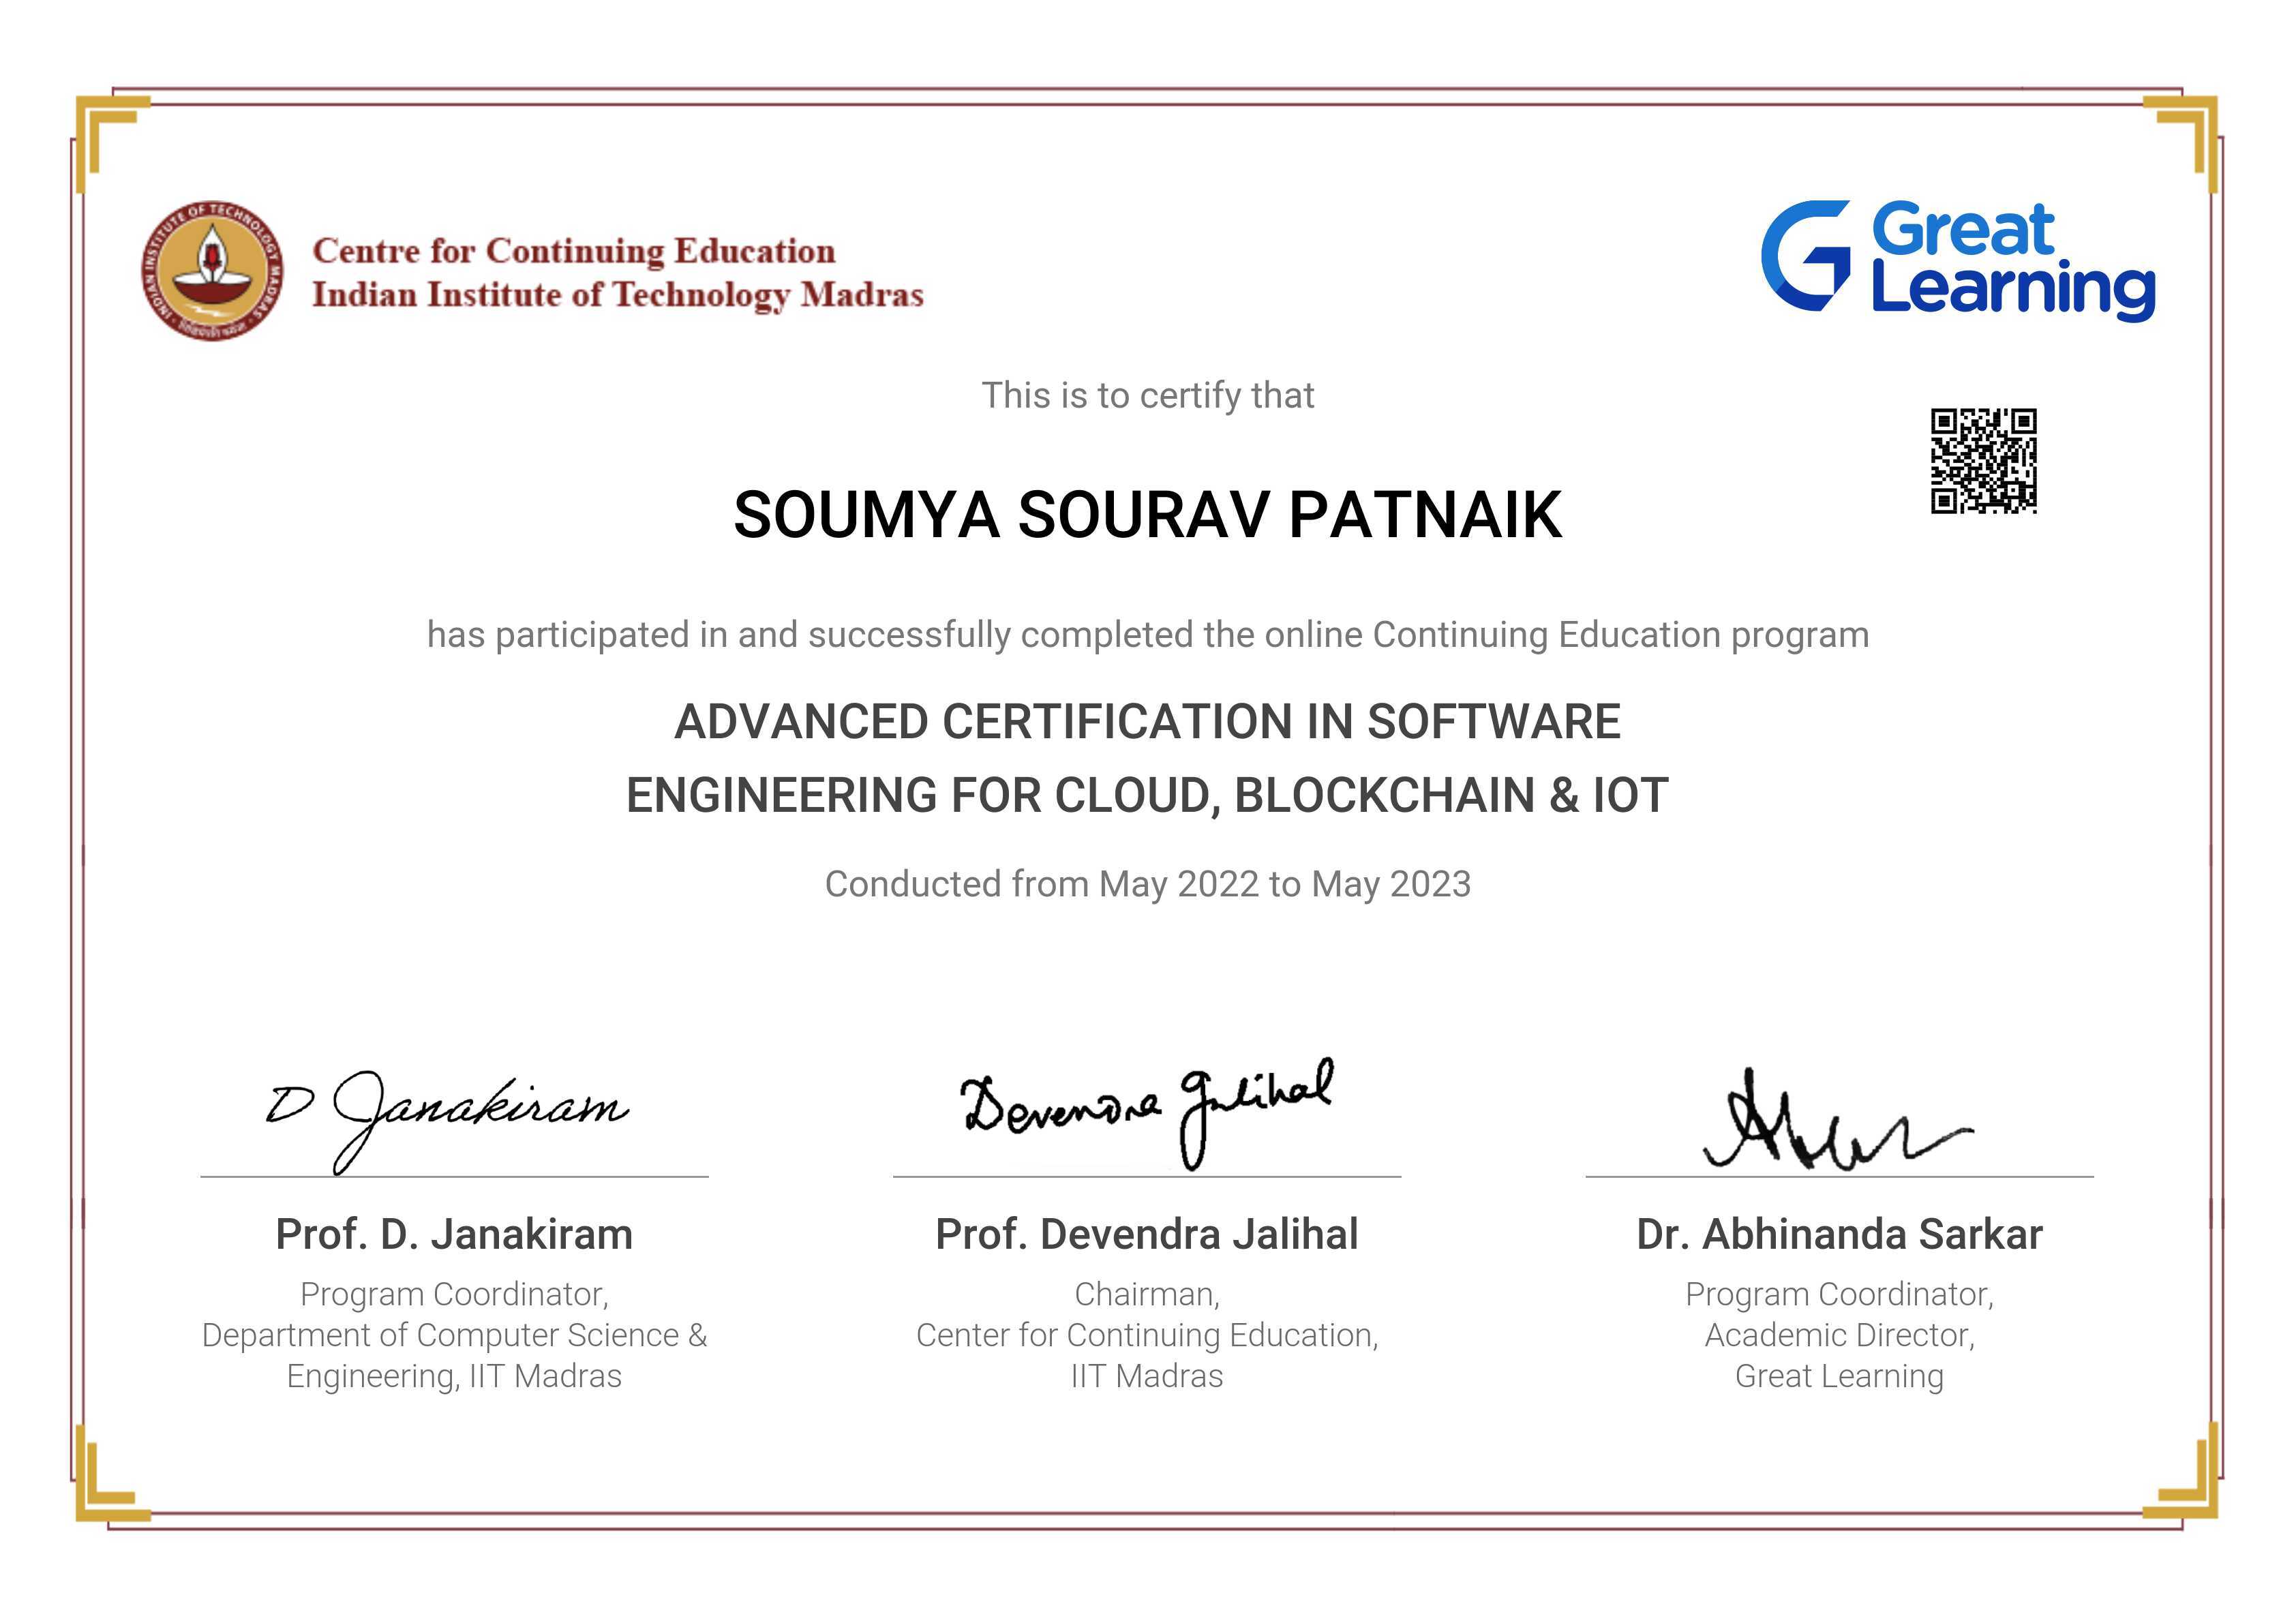 INDIAN INSTITUTE OF TECHNOLOGY MADRAS
Centre for Continuing Education
Indian Institute of Technology Madras
Great
Learning
This is to certify that
SOUMYA SOURAV PATNAIK
has participated in and successfully completed the online Continuing Education program
ADVANCED CERTIFICATION IN SOFTWARE
ENGINEERING FOR CLOUD, BLOCKCHAIN & IOT
Conducted from May 2022 to May 2023
D Janakiram
Devendra Jalihal
Prof. D. Janakiram
Program Coordinator,
Department of Computer Science &
Engineering, IIT Madras
Prof. Devendra Jalihal
Chairman,
Center for Continuing Education,
IIT Madras
Dr. Abhinanda Sarkar
Program Coordinator,
Academic Director,
Great Learning